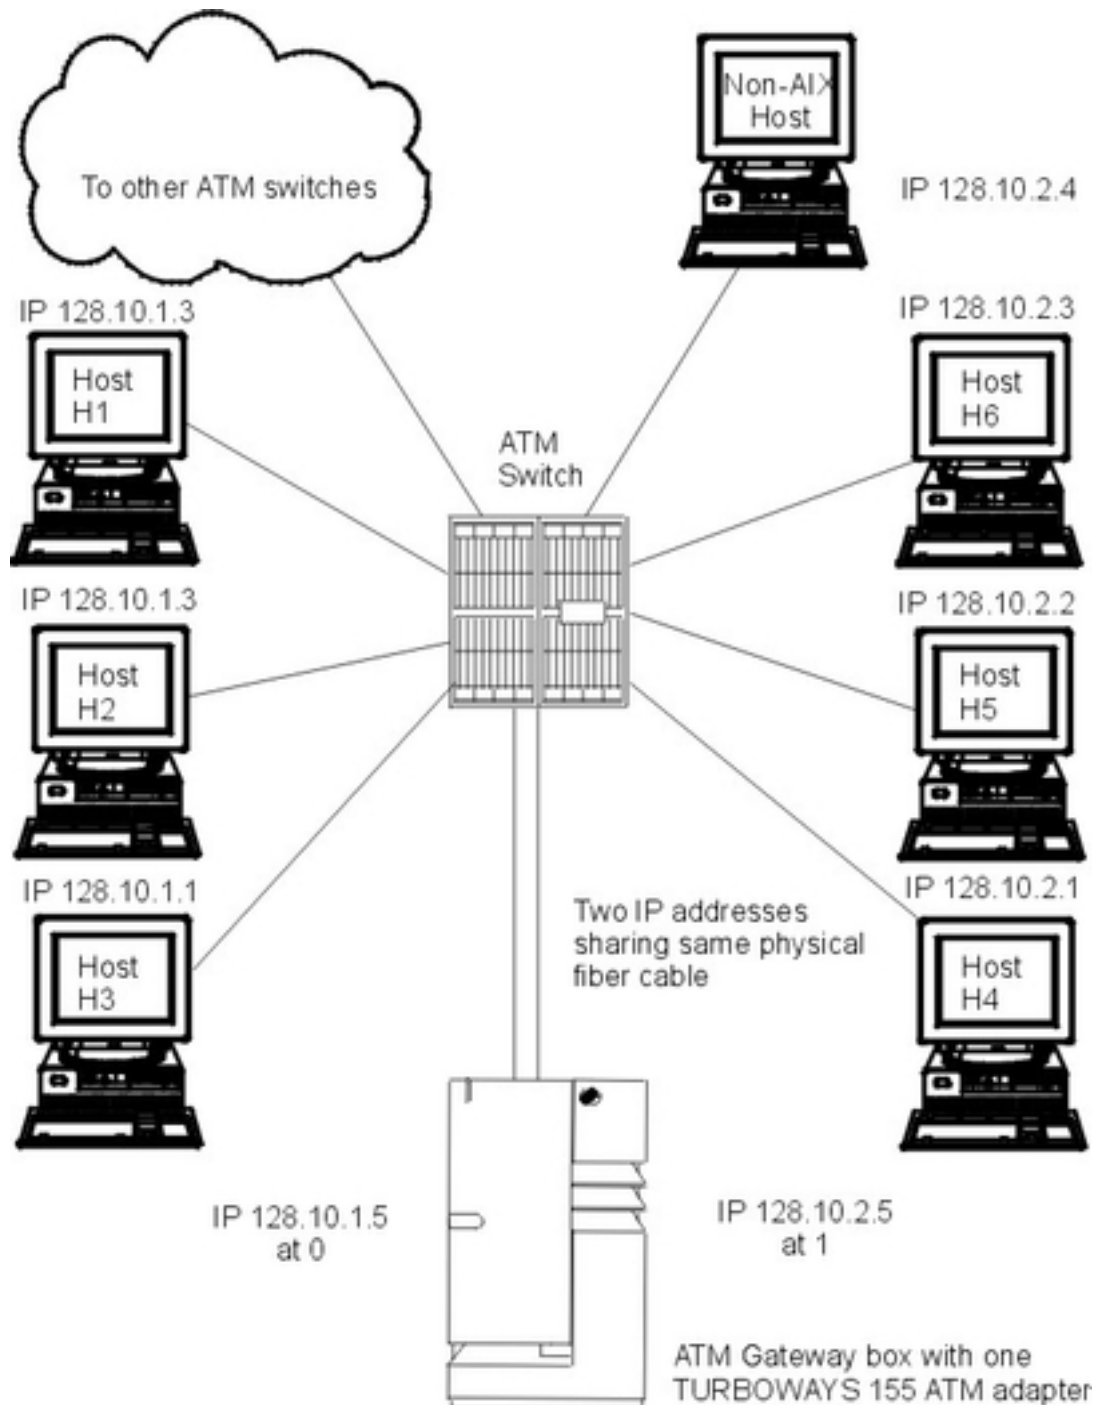 Non-AIX
Host
To other ATM switches
IP 128.10.2.4
IP 128.10.1.3
IP 128.10.2.3
Host
H1
Host
H6
ATM
Switch
IP 128.10.1.3
IP 128.10.2.2
Host
H2
Host
H5
IP 128.10.1.1
IP 128.10.2.1
Two IP addresses
sharing same physical
fiber cable
Host
H3
Host
H4
IP 128.10.1.5
at 0
IP 128.10.2.5
at 1
ATM Gateway box with one
TURBOWAYS 155 ATM adapter